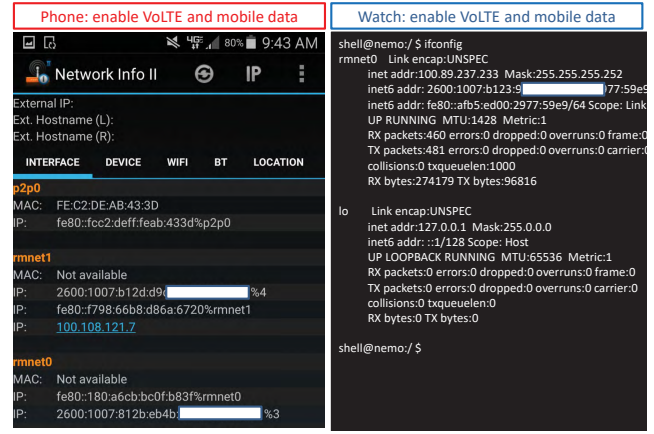 Phone: enable VoLTE and mobile data
80% 9:43 AM
Network Info II IP
External IP:
Ext. Hostname (L):
Ext. Hostname (R):
INTERFACE DEVICE WIFI BT LOCATION
p2p0
MAC: FE:C2:DE:AB:43:3D
IP: fe80::fcc2:deff:feab:433d%p2p0
rmnet1
MAC: Not available
IP: 2600:1007:b12d:d9 %4
IP: fe80::f798:66b8:d86a:6720%rmnet1
IP: 100.108.121.7
rmnet0
MAC: Not available
IP: fe80::180:a6cb:bc0f:b83f%rmnet0
IP: 2600:1007:812b:eb4b: %3
Watch: enable VoLTE and mobile data
shell@nemo:/ $ ifconfig
rmnet0 Link encap:UNSPEC
inet addr:100.89.237.233 Mask:255.255.255.252
inet6 addr: 2600:1007:b123:9 77:59e9
inet6 addr: fe80::afb5:ed00:2977:59e9/64 Scope: Link
UP RUNNING MTU:1428 Metric:1
RX packets:460 errors:0 dropped:0 overruns:0 frame:0
TX packets:481 errors:0 dropped:0 overruns:0 carrier:0
collisions:0 txqueuelen:1000
RX bytes:274179 TX bytes:96816
lo Link encap:UNSPEC
inet addr:127.0.0.1 Mask:255.0.0.0
inet6 addr: ::1/128 Scope: Host
UP LOOPBACK RUNNING MTU:65536 Metric:1
RX packets:0 errors:0 dropped:0 overruns:0 frame:0
TX packets:0 errors:0 dropped:0 overruns:0 carrier:0
collisions:0 txqueuelen:0
RX bytes:0 TX bytes:0
shell@nemo:/ $